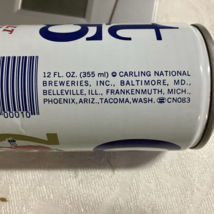 12 FL. OZ. (355 ml) © CARLING NATIONAL
BREWERIES, INC., BALTIMORE, MD.,
BELLEVILLE, ILL., FRANKENMUTH, MICH.,
PHOENIX, ARIZ., TACOMA, WASH. CN083
00010